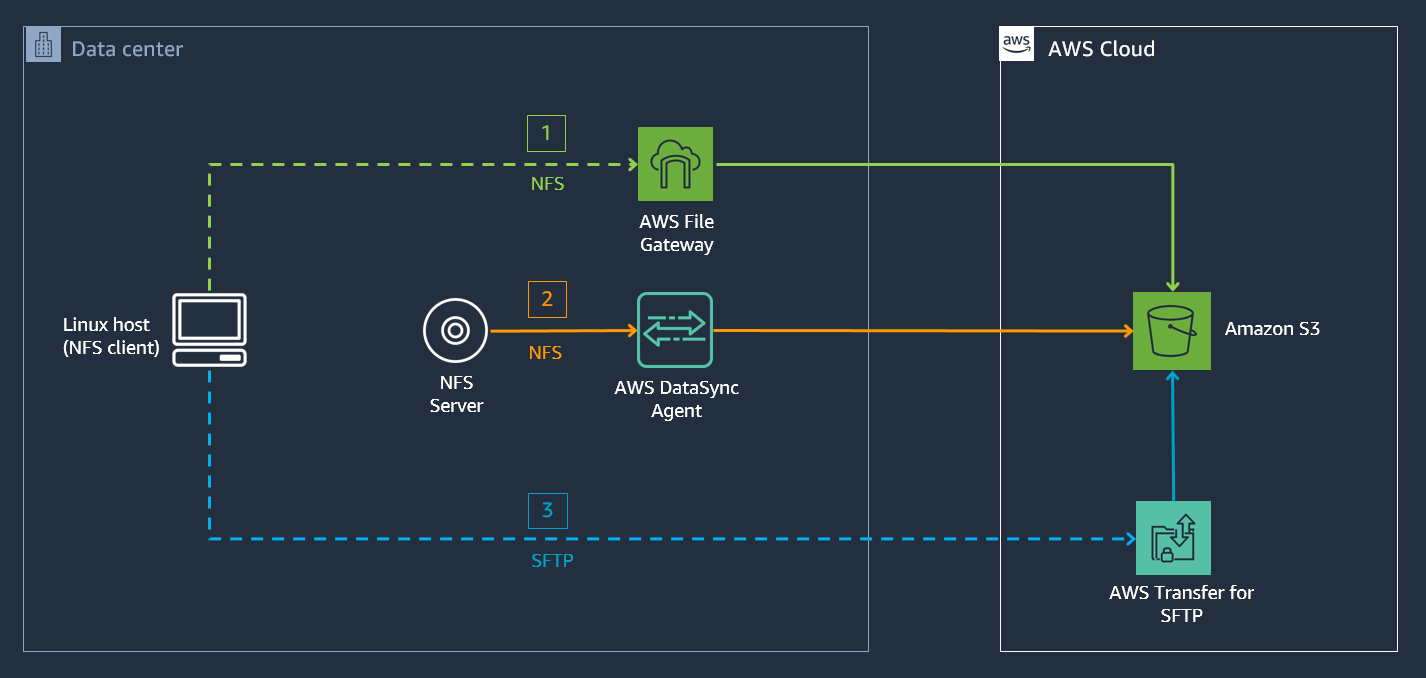 Data center
aws
AWS Cloud
1
NFS
AWS File
Gateway
Linux host
(NFS client)
NFS
Server
2
NFS
AWS DataSync
Agent
Amazon S3
3
SFTP
AWS Transfer for
SFTP